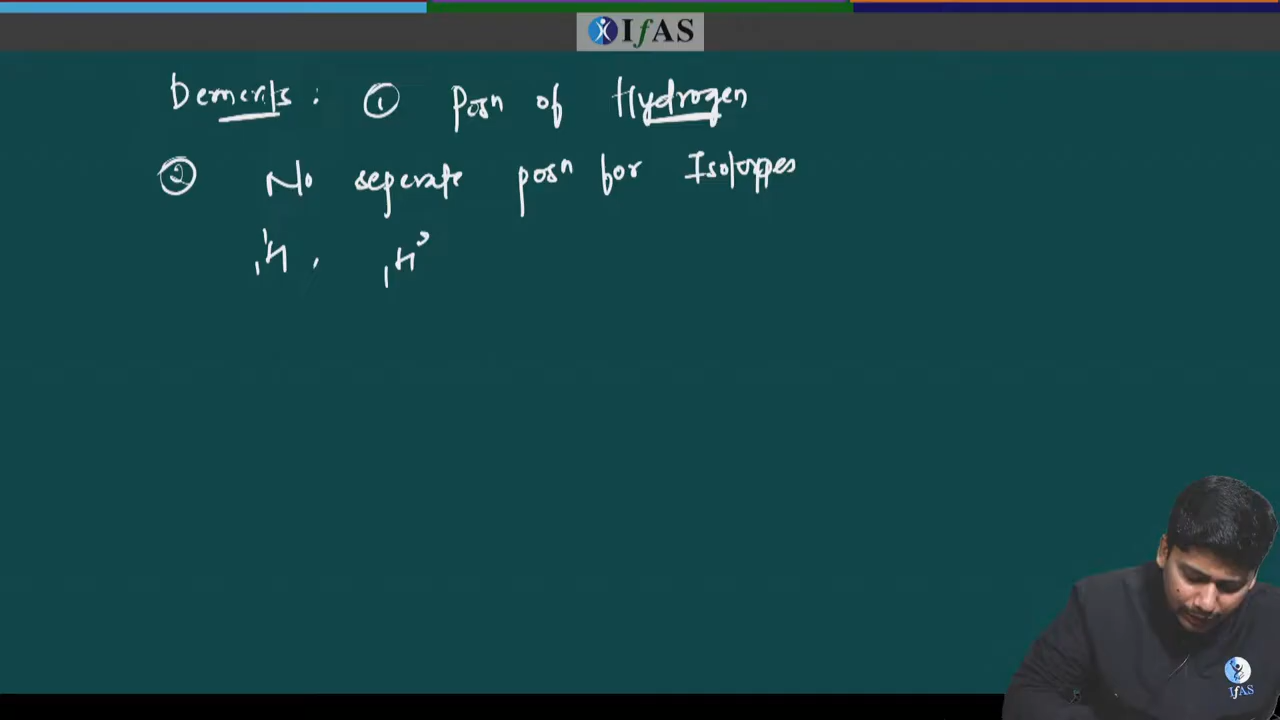 IfAS
Demerits : ① Posn of Hydrogen
② No seperate posn for Isotopes
₁H¹ , ₁H²
IfAS